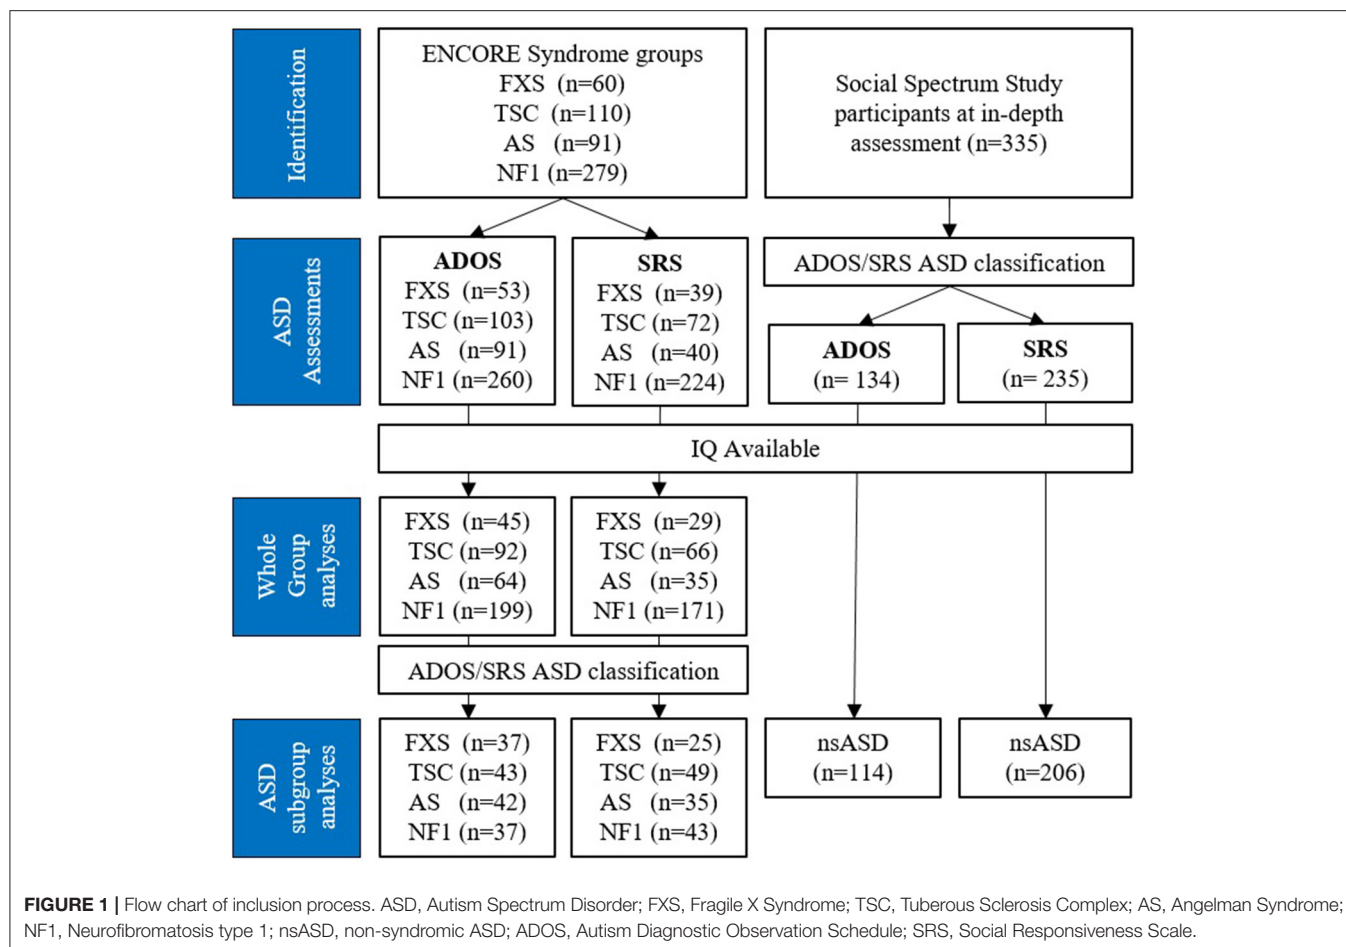 Identification
ENCORE Syndrome groups
FXS (n=60)
TSC (n=110)
AS (n=91)
NF1 (n=279)
Social Spectrum Study
participants at in-depth
assessment (n=335)
ASD
Assessments
ADOS
FXS (n=53)
TSC (n=103)
AS (n=91)
NF1 (n=260)
SRS
FXS (n=39)
TSC (n=72)
AS (n=40)
NF1 (n=224)
ADOS/SRS ASD classification
ADOS
(n= 134)
SRS
(n= 235)
IQ Available
Whole
Group
analyses
FXS (n=45)
TSC (n=92)
AS (n=64)
NF1 (n=199)
FXS (n=29)
TSC (n=66)
AS (n=35)
NF1 (n=171)
ADOS/SRS ASD classification
ASD
subgroup
analyses
FXS (n=37)
TSC (n=43)
AS (n=42)
NF1 (n=37)
FXS (n=25)
TSC (n=49)
AS (n=35)
NF1 (n=43)
nsASD
(n=114)
nsASD
(n=206)
FIGURE 1 | Flow chart of inclusion process. ASD, Autism Spectrum Disorder; FXS, Fragile X Syndrome; TSC, Tuberous Sclerosis Complex; AS, Angelman Syndrome;
NF1, Neurofibromatosis type 1; nsASD, non-syndromic ASD; ADOS, Autism Diagnostic Observation Schedule; SRS, Social Responsiveness Scale.